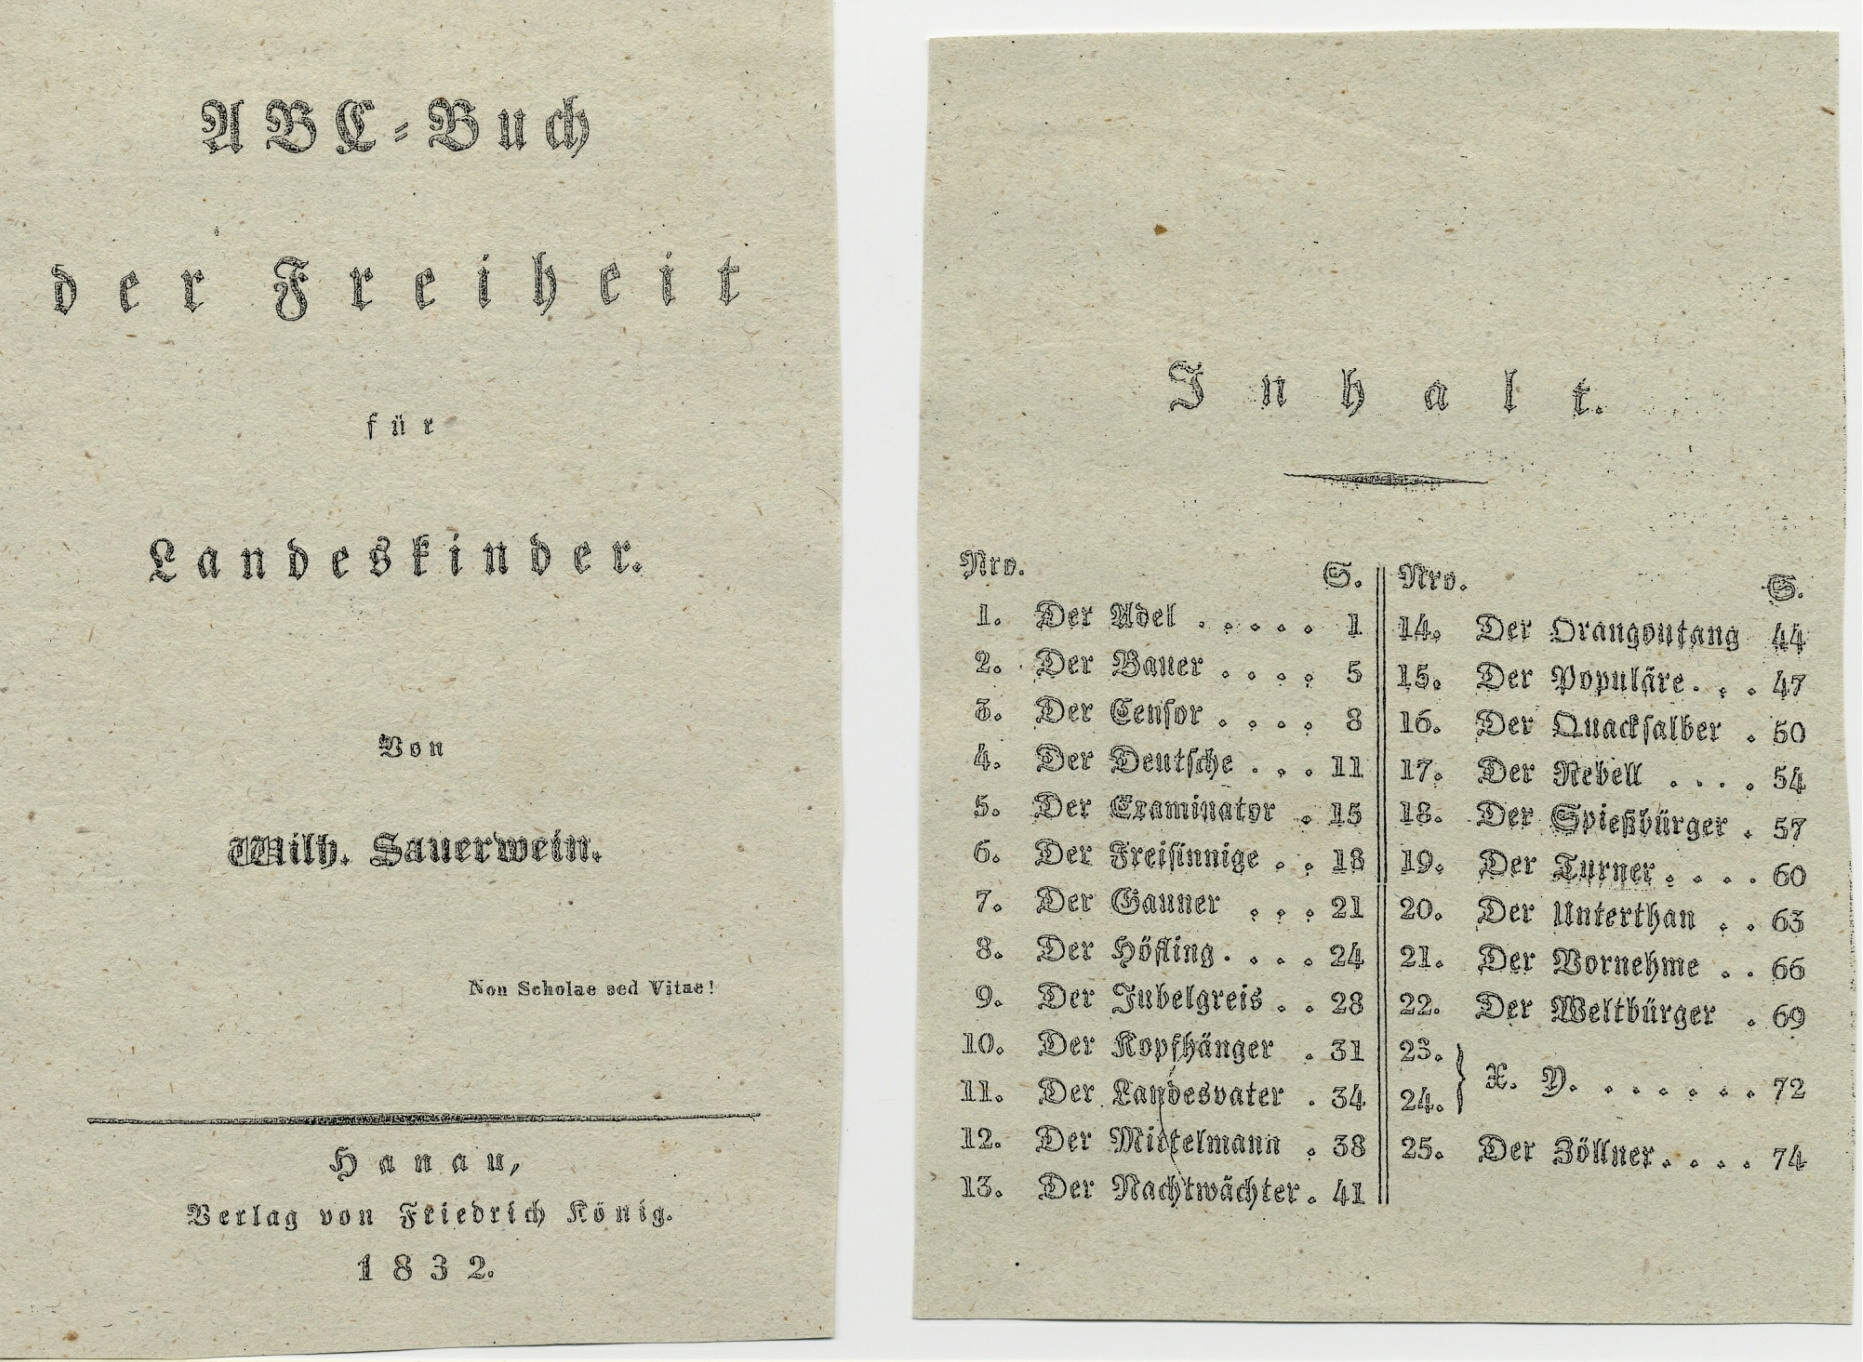 ABC-Buch
der Freiheit
für
Landeskinder.
Von
Wilh. Sauerwein.
Non Scholae sed Vitae!
Hanau,
Verlag von Friedrich König.
1832.
Inhalt.
Nro. S.
1. Der Adel . . . . . 1
2. Der Bauer . . . . 5
3. Der Censor . . . . 8
4. Der Deutsche . . . 11
5. Der Examinator . 15
6. Der Freisinnige . . 18
7. Der Gauner . . . 21
8. Der Höfling. . . . 24
9. Der Jubelgreis . . 28
10. Der Kopfhänger . 31
11. Der Landesvater . 34
12. Der Mittelmann . 38
13. Der Nachtwächter . 41
Nro. S.
14. Der Orangoutang 44
15. Der Populäre. . . 47
16. Der Quacksalber . 50
17. Der Rebell . . . . 54
18. Der Spießbürger . 57
19. Der Turner . . . . 60
20. Der Unterthan . . 63
21. Der Vornehme . . 66
22. Der Weltbürger . 69
23.
24. } X. Y. . . . . . . 72
25. Der Zöllner. . . . 74